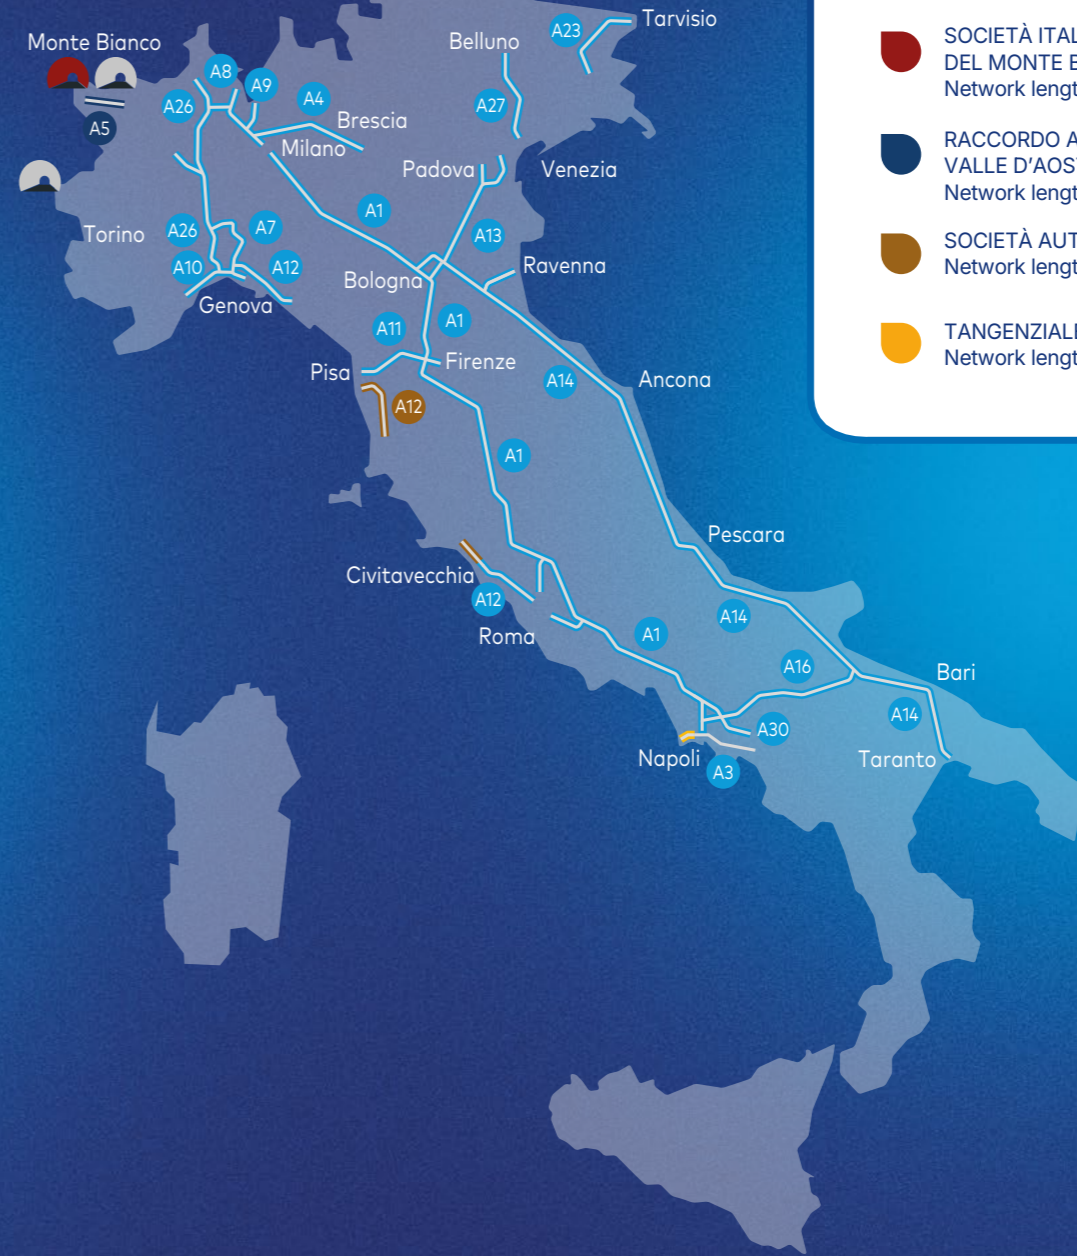 Tarvisio
A23
Monte Bianco
Belluno
A8
A9
A4
A26
A27
A5
Brescia
Milano
Padova
Venezia
A1
Torino
A26
A7
A13
A10
A12
Ravenna
Bologna
Genova
A11
A1
Firenze
Pisa
A14
Ancona
A12
A1
Pescara
Civitavecchia
A12
A14
Roma
A1
A16
Bari
A14
A30
Napoli
Taranto
A3
SOCIETÀ ITAL
DEL MONTE B
Network lengt
RACCORDO A
VALLE D'AOS
Network lengt
SOCIETÀ AUT
Network lengt
TANGENZIALE
Network lengt